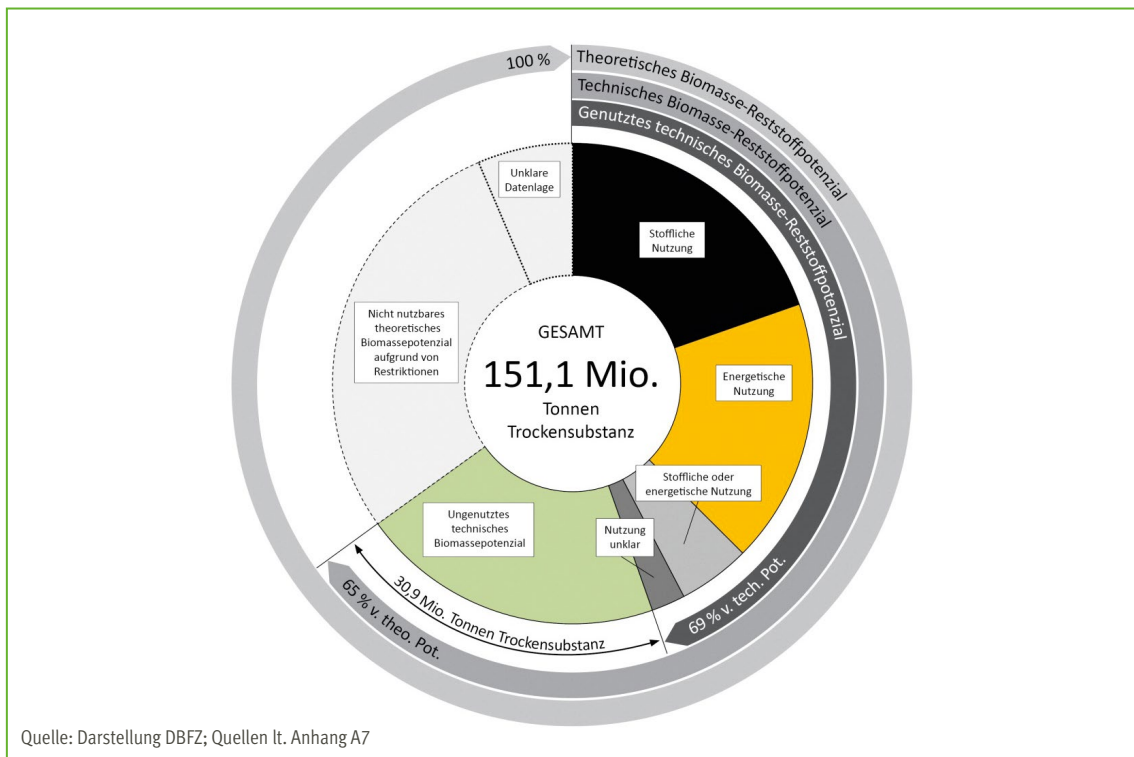 100 %
Theoretisches Biomasse-Reststoffpotenzial
Technisches Biomasse-Reststoffpotenzial
Genutztes technisches Biomasse-Reststoffpotenzial
Unklare
Datenlage
Stoffliche
Nutzung
Nicht nutzbares
theoretisches
Biomassepotenzial
aufgrund von
Restriktionen
GESAMT
151,1 Mio.
Tonnen
Trockensubstanz
Energetische
Nutzung
Stoffliche oder
energetische Nutzung
Ungenutztes
technisches
Biomassepotenzial
Nutzung
unklar
30,9 Mio. Tonnen Trockensubstanz
65 % v. theo. Pot.
69 % v. tech. Pot.
Quelle: Darstellung DBFZ; Quellen lt. Anhang A7